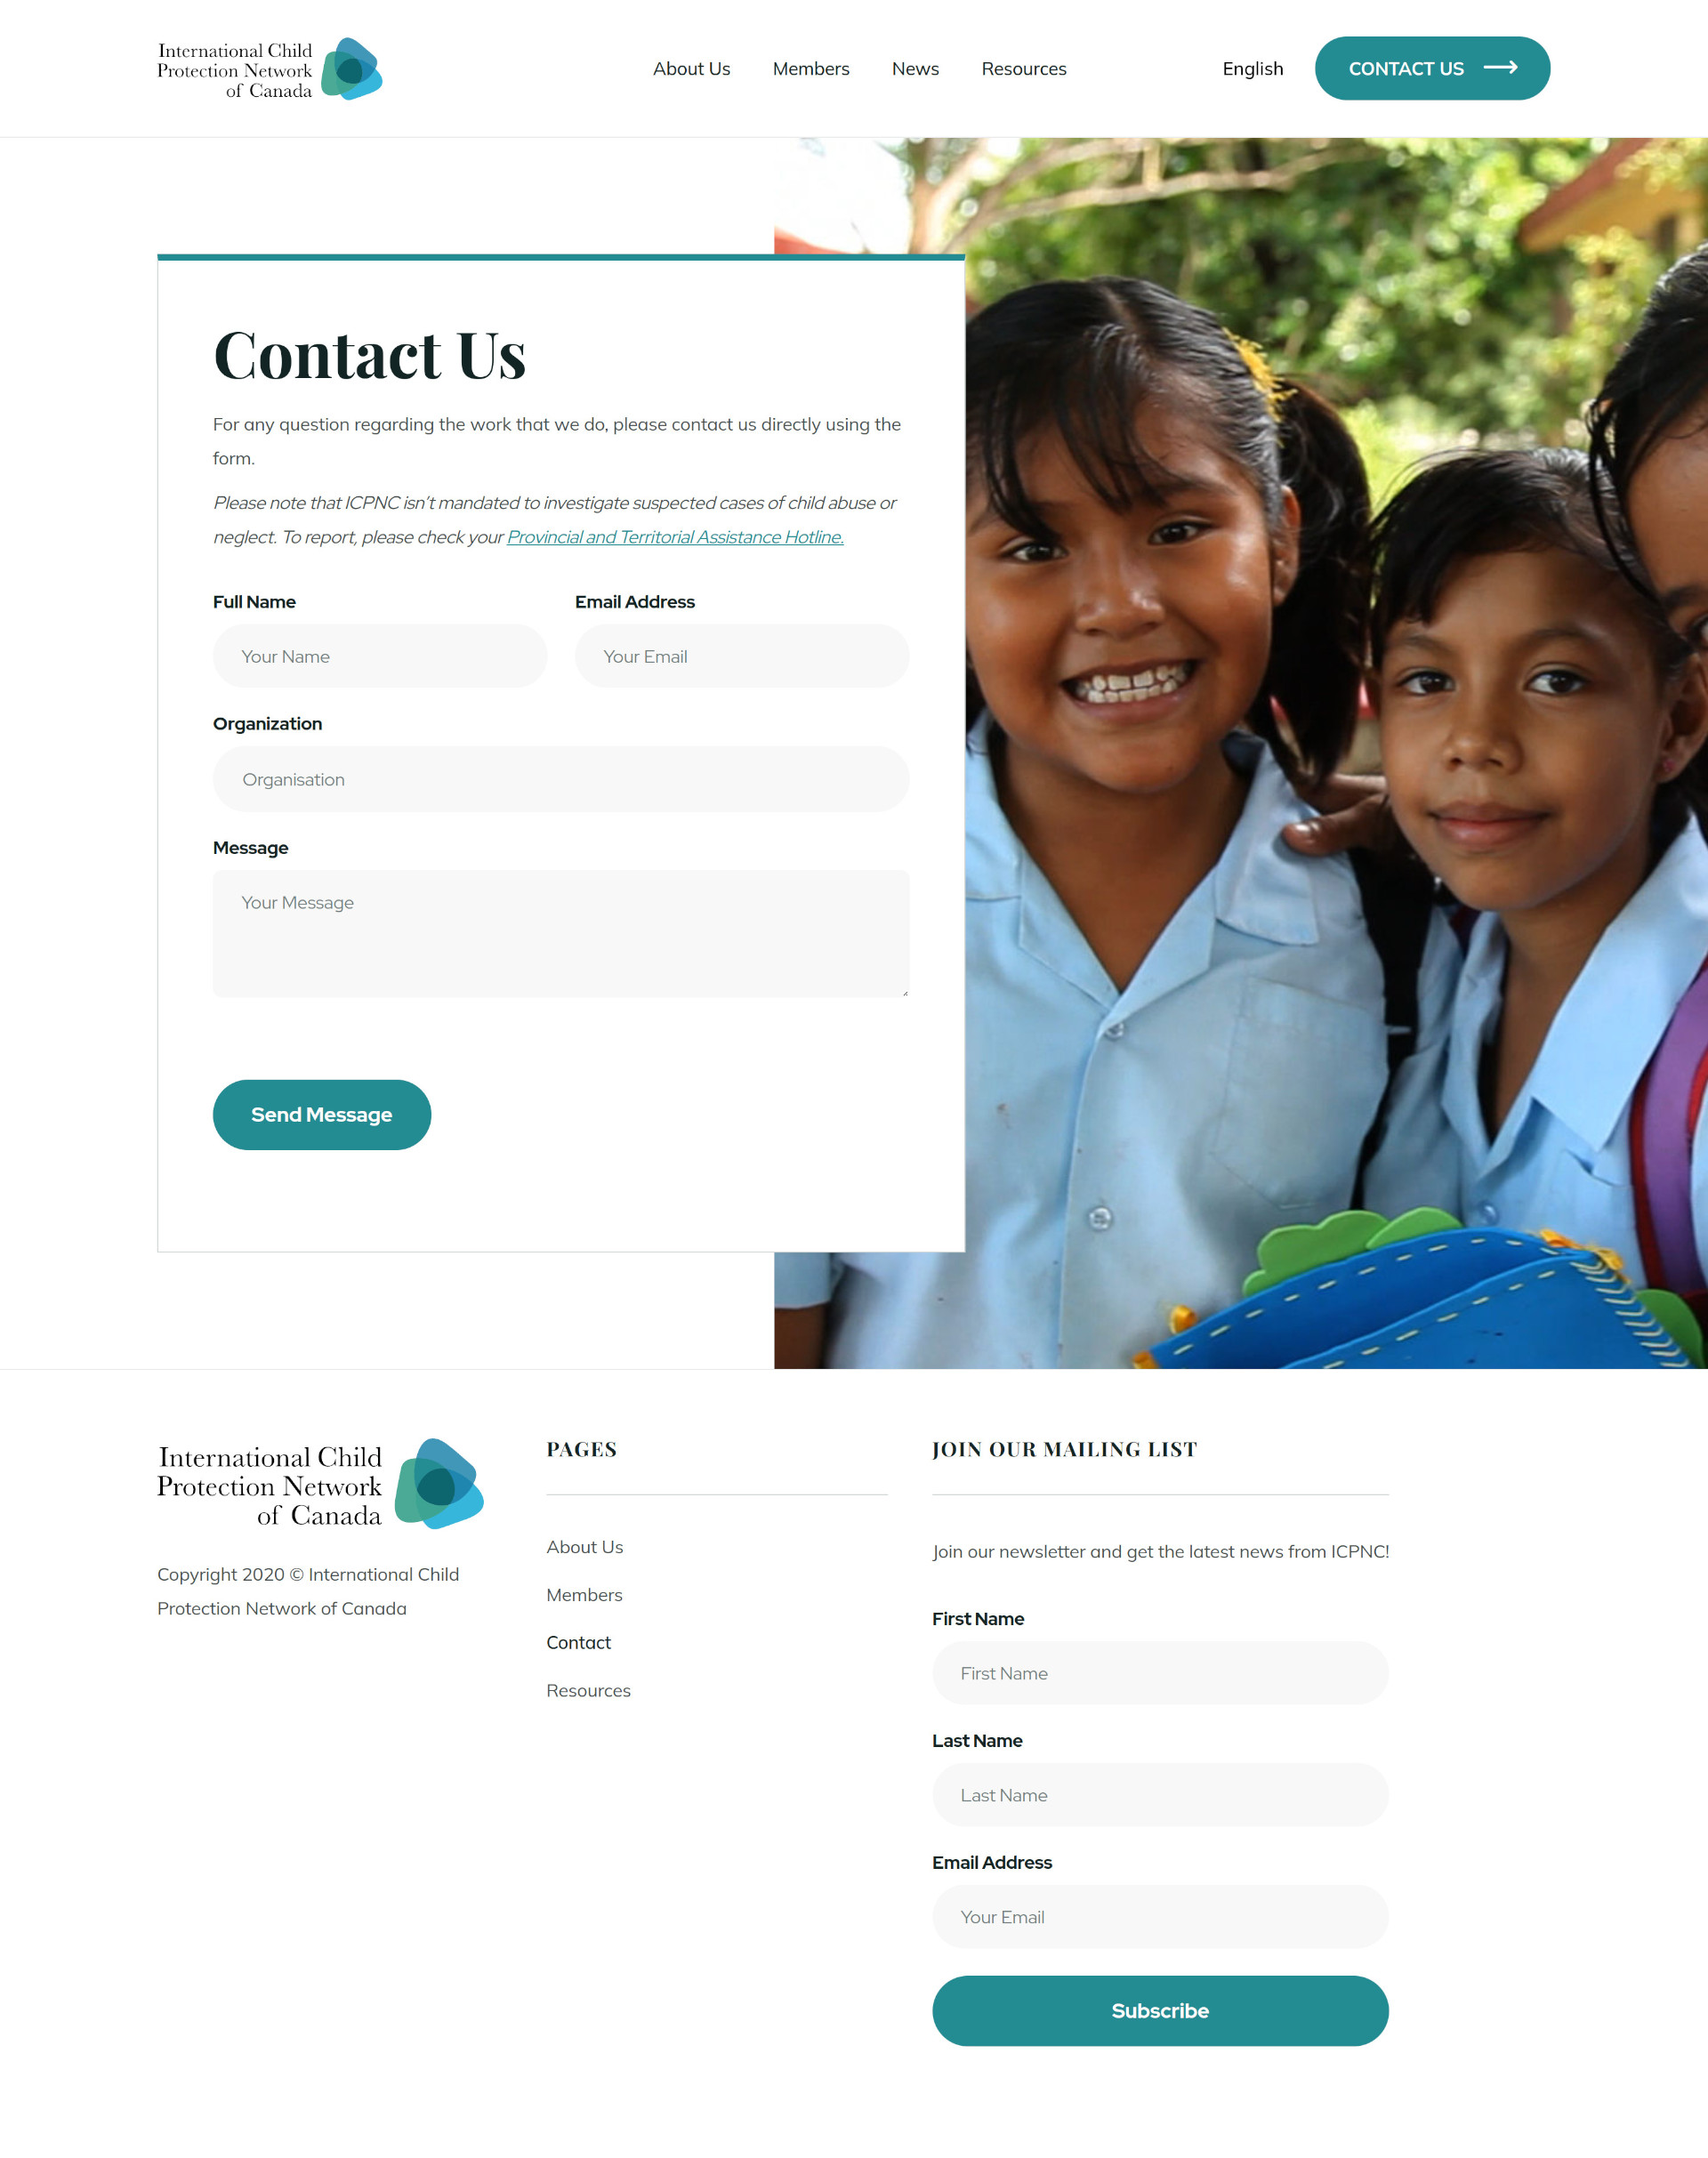 International Child
Protection Network
of Canada
About Us
Members
News
Resources
English
CONTACT US
Contact Us
For any question regarding the work that we do, please contact us directly using the
form.
Please note that ICPNC isn't mandated to investigate suspected cases of child abuse or
neglect. To report, please check your Provincial and Territorial Assistance Hotline.
Full Name
Email Address
Your Name
Your Email
Organization
Organisation
Message
Your Message
Send Message
International Child
Protection Network
of Canada
Copyright 2020 © International Child
Protection Network of Canada
PAGES
About Us
Members
Contact
Resources
JOIN OUR MAILING LIST
Join our newsletter and get the latest news from ICPNC!
First Name
First Name
Last Name
Last Name
Email Address
Your Email
Subscribe